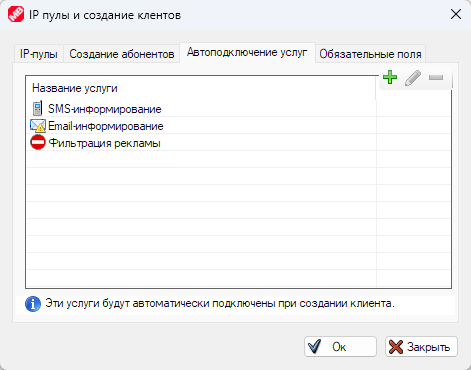 IP пулы и создание клентов
IP-пулы Создание абонентов Автоподключение услуг Обязательные поля
Название услуги
SMS-информирование
Email-информирование
Фильтрация рекламы
Эти услуги будут автоматически подключены при создании клиента.
Ок Закрыть